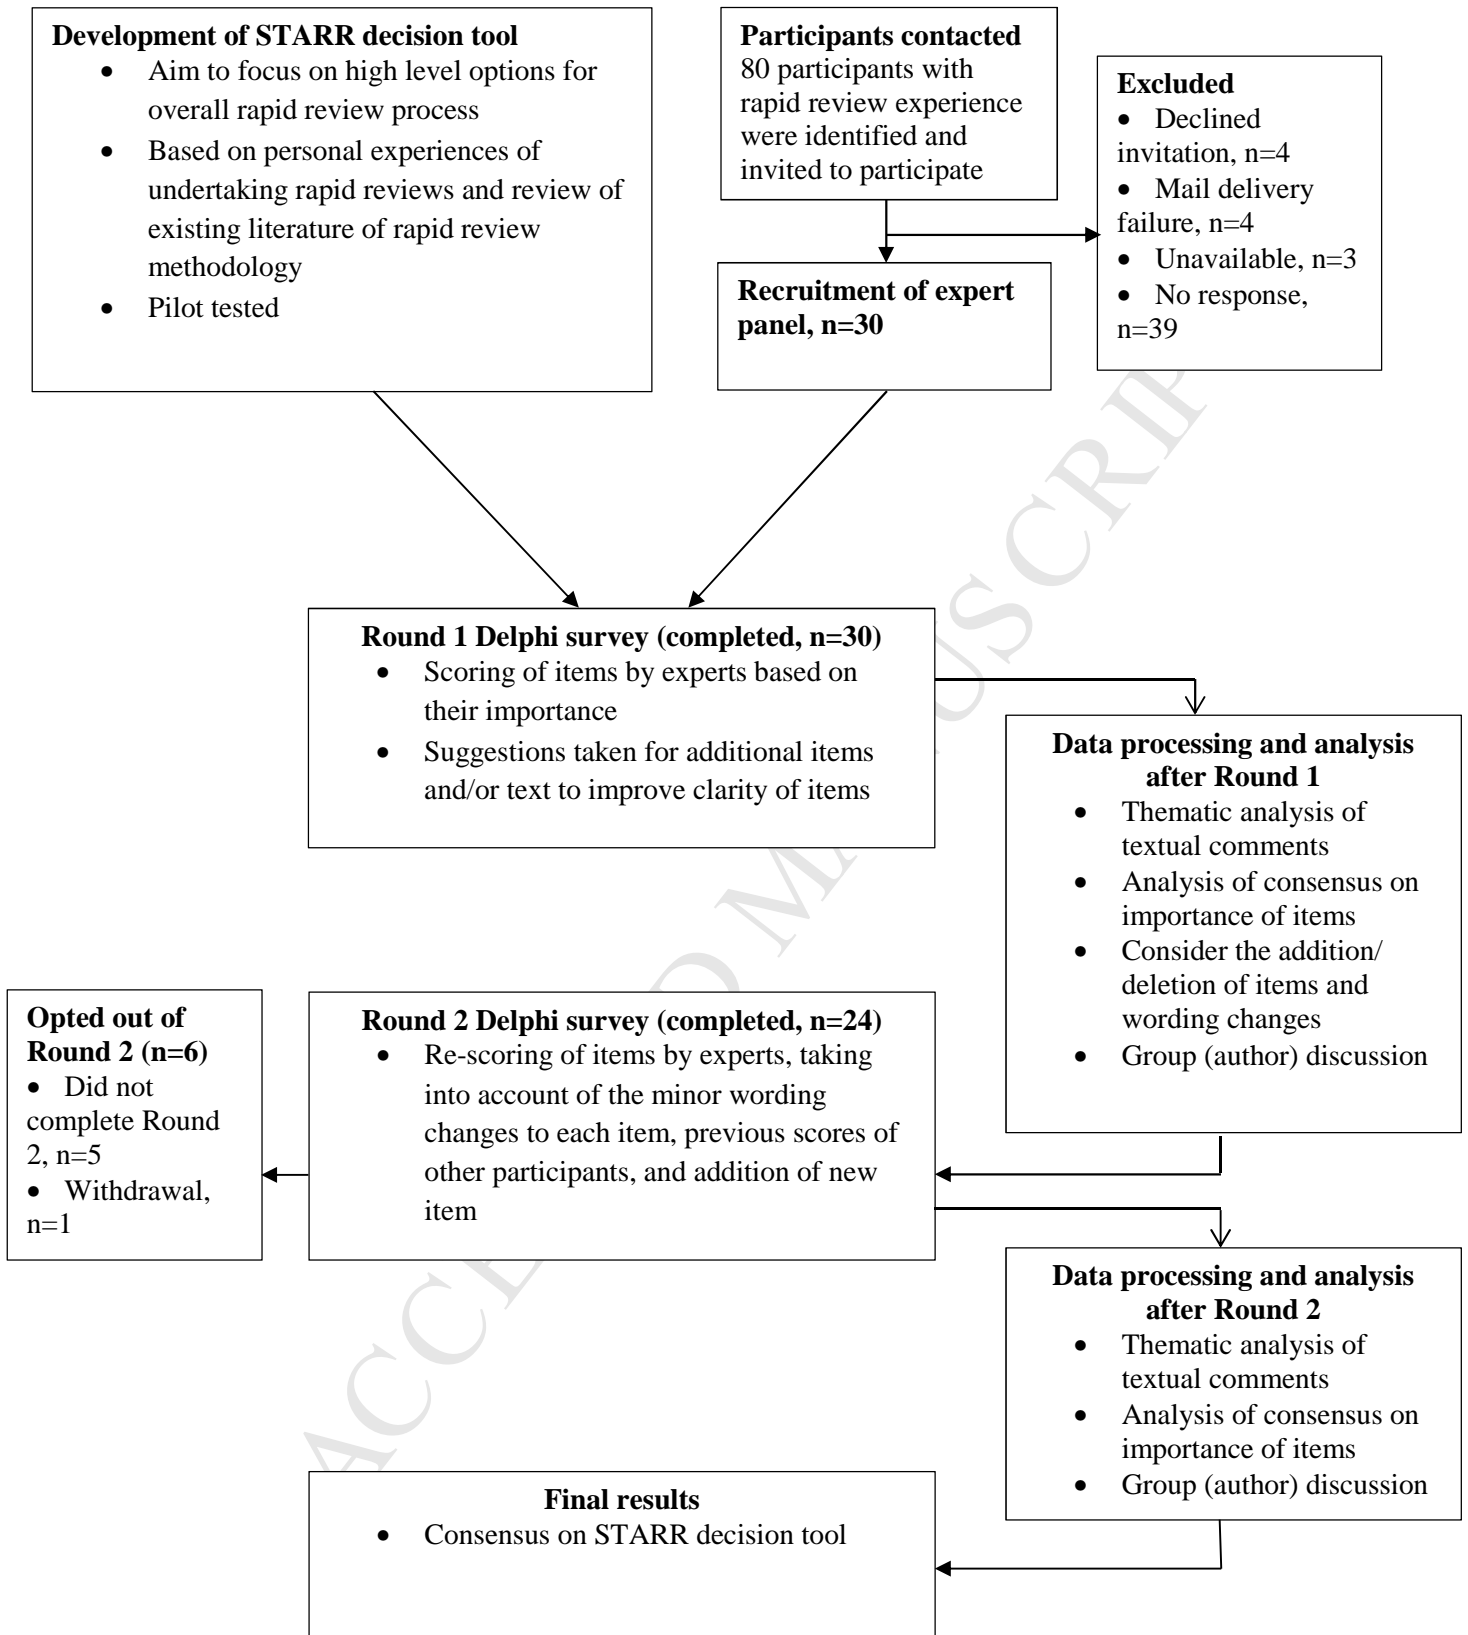 Development of STARR decision tool
• Aim to focus on high level options for
overall rapid review process
• Based on personal experiences of
undertaking rapid reviews and review of
existing literature of rapid review
methodology
• Pilot tested
Participants contacted
80 participants with
rapid review experience
were identified and
invited to participate
Excluded
• Declined
invitation, n=4
• Mail delivery
failure, n=4
• Unavailable, n=3
• No response,
n=39
Recruitment of expert
panel, n=30
Round 1 Delphi survey (completed, n=30)
• Scoring of items by experts based on
their importance
• Suggestions taken for additional items
and/or text to improve clarity of items
Data processing and analysis
after Round 1
• Thematic analysis of
textual comments
• Analysis of consensus on
importance of items
• Consider the addition/
deletion of items and
wording changes
• Group (author) discussion
Opted out of
Round 2 (n=6)
• Did not
complete Round
2, n=5
• Withdrawal,
n=1
Round 2 Delphi survey (completed, n=24)
• Re-scoring of items by experts, taking
into account of the minor wording
changes to each item, previous scores of
other participants, and addition of new
item
Data processing and analysis
after Round 2
• Thematic analysis of
textual comments
• Analysis of consensus on
importance of items
• Group (author) discussion
Final results
• Consensus on STARR decision tool